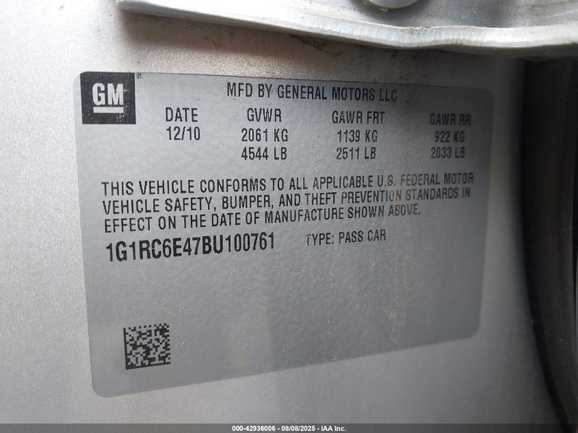 GM
MFD BY GENERAL MOTORS LLC
DATE GVWR GAWR FRT GAWR RR
12/10 2061 KG 1139 KG 922 KG
4544 LB 2511 LB 2033 LB
THIS VEHICLE CONFORMS TO ALL APPLICABLE U.S. FEDERAL MOTOR
VEHICLE SAFETY, BUMPER, AND THEFT PREVENTION STANDARDS IN
EFFECT ON THE DATE OF MANUFACTURE SHOWN ABOVE.
1G1RC6E47BU100761 TYPE: PASS CAR
000-42936006 - 08/08/2025 - IAA Inc.